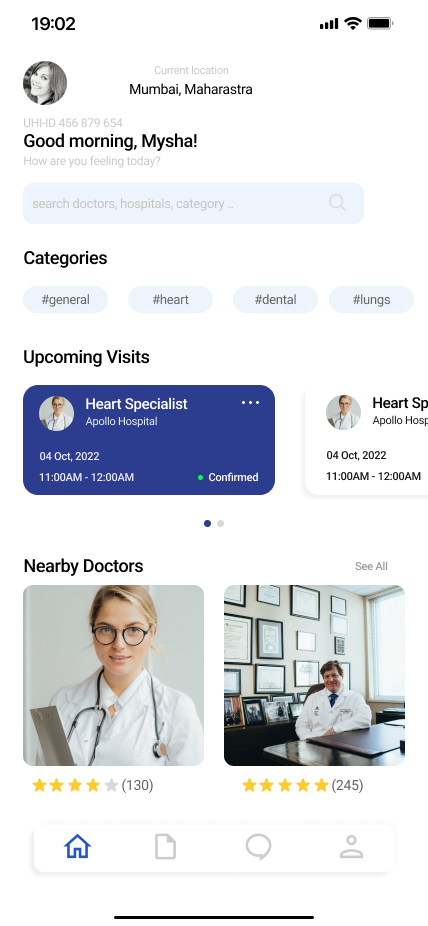 19:02
Current location
Mumbai, Maharastra
UHI-ID 456 879 654
Good morning, Mysha!
How are you feeling today?
search doctors, hospitals, category ..
Categories
#general
#heart
#dental
#lungs
Upcoming Visits
Heart Specialist
Apollo Hospital
04 Oct, 2022
11:00AM - 12:00AM
Confirmed
Heart Sp
Apollo Hosp
04 Oct, 2022
11:00AM - 12:00AM
Nearby Doctors
See All
(130)
(245)